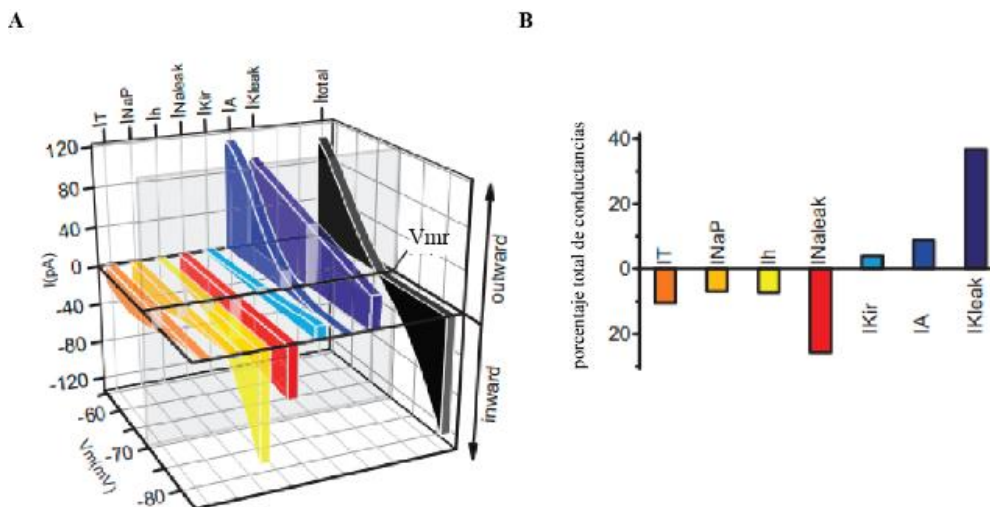 A
IT
INaP
Ih
INaleak
IKir
IA
IKleak
Itotal
120
80
40
0
-40
-80
-120
I(pA)
-60
-70
-80
Vm(mV)
Vmr
outward
inward
B
porcentaje total de conductancias
40
20
0
20
IT
INaP
Ih
INaleak
IKir
IA
IKleak